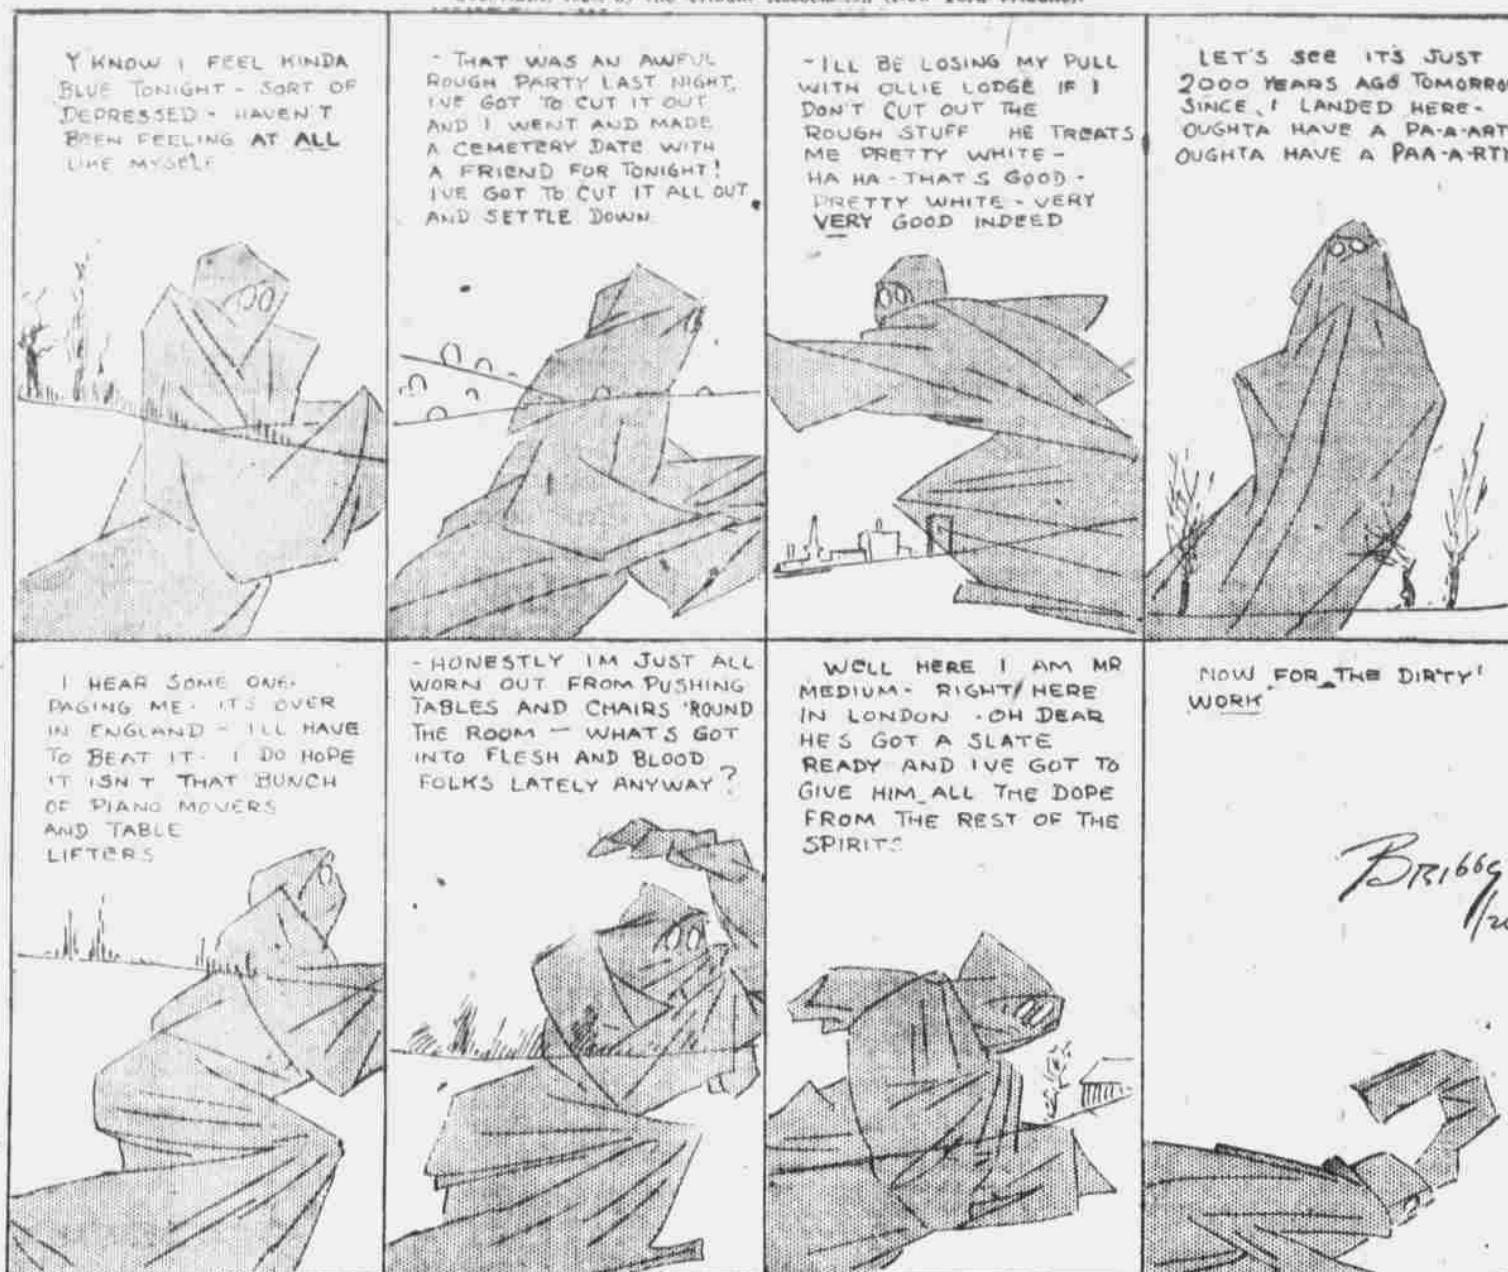 Y KNOW I FEEL KINDA
BLUE TONIGHT - SORT OF
DEPRESSED - HAVEN'T
BEEN FEELING AT ALL
LIKE MYSELF
- THAT WAS AN AWFUL
ROUGH PARTY LAST NIGHT.
I'VE GOT TO CUT IT OUT
AND I WENT AND MADE
A CEMETERY DATE WITH
A FRIEND FOR TONIGHT!
I'VE GOT TO CUT IT ALL OUT
AND SETTLE DOWN
- I'LL BE LOSING MY PULL
WITH OLLIE LODGE IF I
DON'T CUT OUT THE
ROUGH STUFF HE TREATS
ME PRETTY WHITE -
HA HA - THAT S GOOD -
PRETTY WHITE - VERY
VERY GOOD INDEED
LET'S SEE IT'S JUST
2000 YEARS AGO TOMORRO
SINCE I LANDED HERE -
OUGHTA HAVE A PA-A-ART
OUGHTA HAVE A PAA-A-RTY
I HEAR SOME ONE-
PAGING ME. ITS OVER
IN ENGLAND - ILL HAVE
TO BEAT IT. I DO HOPE
IT ISN T THAT BUNCH
OF PIANO MOVERS
AND TABLE
LIFTERS
- HONESTLY IM JUST ALL
WORN OUT FROM PUSHING
TABLES AND CHAIRS 'ROUND
THE ROOM - WHATS GOT
INTO FLESH AND BLOOD
FOLKS LATELY ANYWAY?
WELL HERE I AM MR
MEDIUM - RIGHT HERE
IN LONDON - OH DEAR
HES GOT A SLATE
READY AND IVE GOT TO
GIVE HIM ALL THE DOPE
FROM THE REST OF THE
SPIRITS
NOW FOR THE DIRTY
WORK
BRIGGS